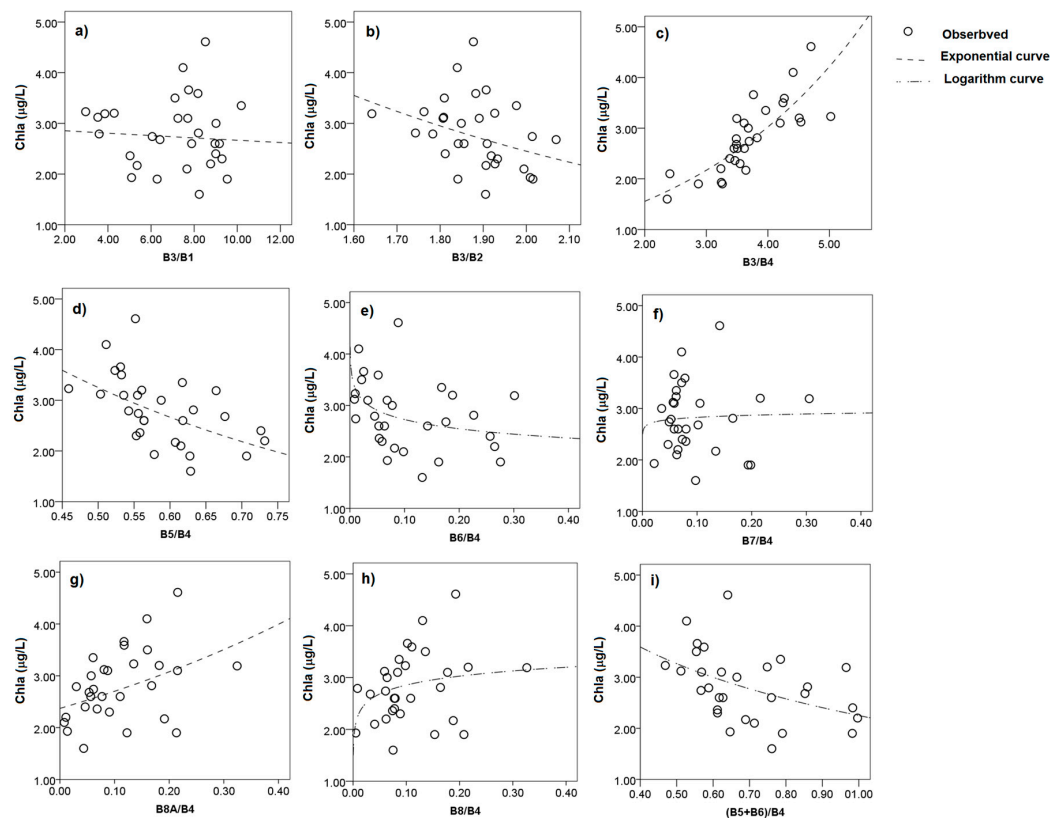 a)
5.00
4.00
3.00
2.00
1.00
Chla (µg/L)
2.00 4.00 6.00 8.00 10.00 12.00
B3/B1
b)
5.00
4.00
3.00
2.00
1.00
Chla (µg/L)
1.60 1.70 1.80 1.90 2.00 2.10
B3/B2
c)
5.00
4.00
3.00
2.00
1.00
Chla (µg/L)
2.00 3.00 4.00 5.00
B3/B4
Obserbved
Exponential curve
Logarithm curve
d)
5.00
4.00
3.00
2.00
1.00
Chla (µg/L)
0.45 0.50 0.55 0.60 0.65 0.70 0.75
B5/B4
e)
5.00
4.00
3.00
2.00
1.00
Chla (µg/L)
0.00 0.10 0.20 0.30 0.40
B6/B4
f)
5.00
4.00
3.00
2.00
1.00
Chla (µg/L)
0.00 0.10 0.20 0.30 0.40
B7/B4
g)
5.00
4.00
3.00
2.00
1.00
Chla (µg/L)
0.00 0.10 0.20 0.30 0.40
B8A/B4
h)
5.00
4.00
3.00
2.00
1.00
Chla (µg/L)
0.00 0.10 0.20 0.30 0.40
B8/B4
i)
5.00
4.00
3.00
2.00
1.00
Chla (µg/L)
0.40 0.50 0.60 0.70 0.80 0.90 01.00
(B5+B6)/B4